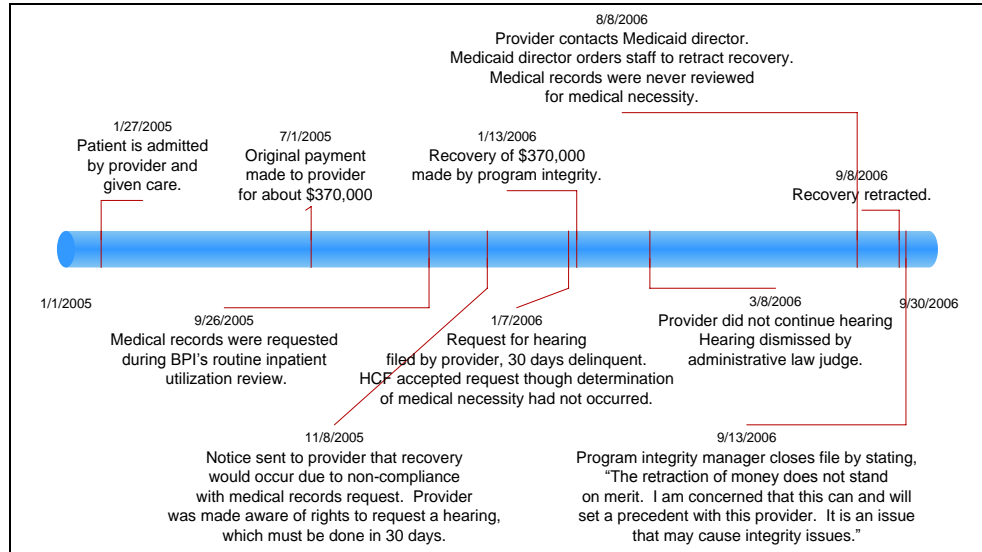 8/8/2006
Provider contacts Medicaid director.
Medicaid director orders staff to retract recovery.
Medical records were never reviewed
for medical necessity.
1/27/2005
Patient is admitted
by provider and
given care.
7/1/2005
Original payment
made to provider
for about $370,000
1/13/2006
Recovery of $370,000
made by program integrity.
9/8/2006
Recovery retracted.
1/1/2005
9/30/2006
9/26/2005
Medical records were requested
during BPI’s routine inpatient
utilization review.
1/7/2006
Request for hearing
filed by provider, 30 days delinquent.
HCF accepted request though determination
of medical necessity had not occurred.
3/8/2006
Provider did not continue hearing
Hearing dismissed by
administrative law judge.
11/8/2005
Notice sent to provider that recovery
would occur due to non-compliance
with medical records request.  Provider
was made aware of rights to request a hearing,
which must be done in 30 days.
9/13/2006
Program integrity manager closes file by stating,
“The retraction of money does not stand
on merit.  I am concerned that this can and will
set a precedent with this provider.  It is an issue
that may cause integrity issues.”